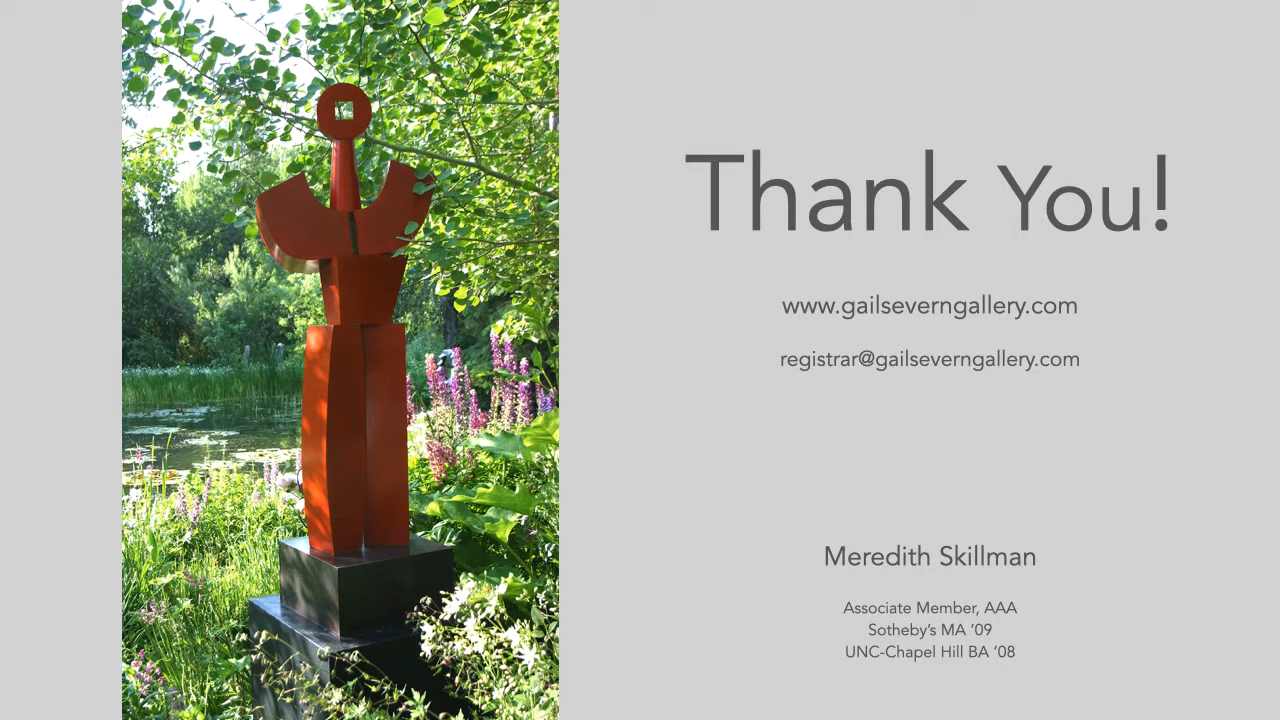 Thank You!
www.gailseverngallery.com
registrar@gailseverngallery.com
Meredith Skillman
Associate Member, AAA
Sotheby’s MA ’09
UNC-Chapel Hill BA ’08